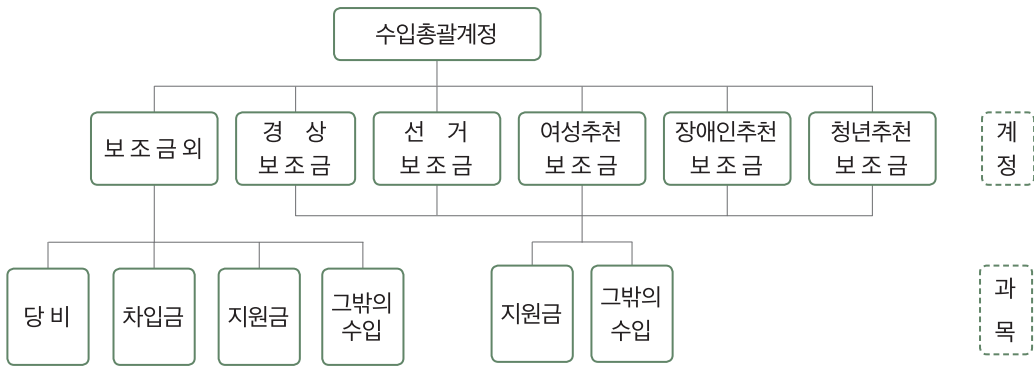 수입총괄계정
보 조 금 외
경 상
보 조 금
선 거
보 조 금
여성추천
보 조 금
장애인추천
보 조 금
청년추천
보 조 금
계
정
당 비
차입금
지원금
그밖의
수입
지원금
그밖의
수입
과
목